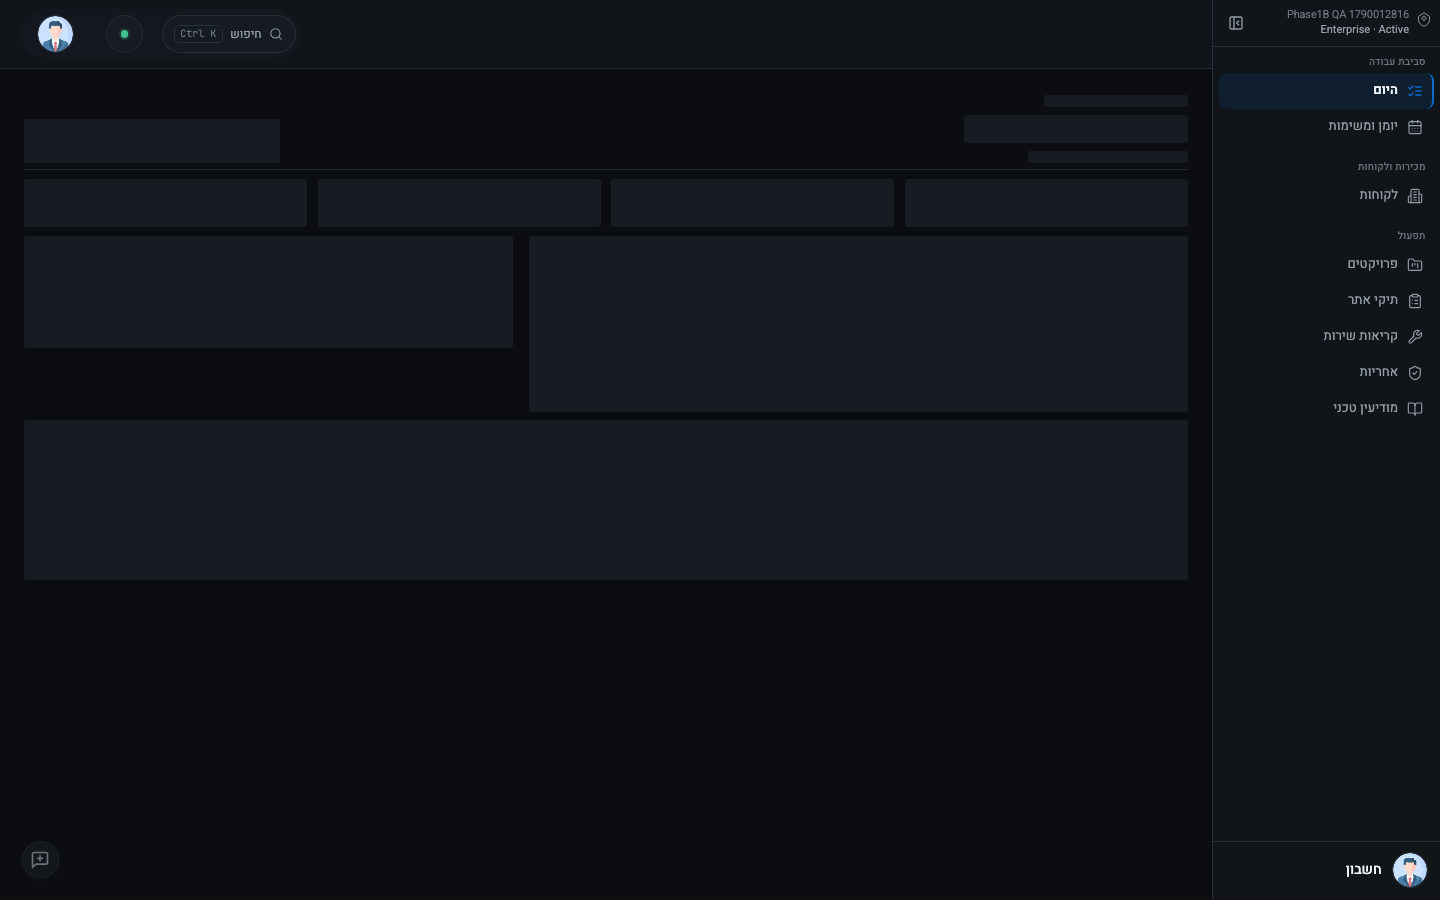 Phase1B QA 1790012816
Enterprise · Active
חיפוש
Ctrl K
סביבת עבודה
היום
יומן ומשימות
מכירות ולקוחות
לקוחות
תפעול
פרויקטים
תיקי אתר
קריאות שירות
אחריות
מודיעין טכני
חשבון